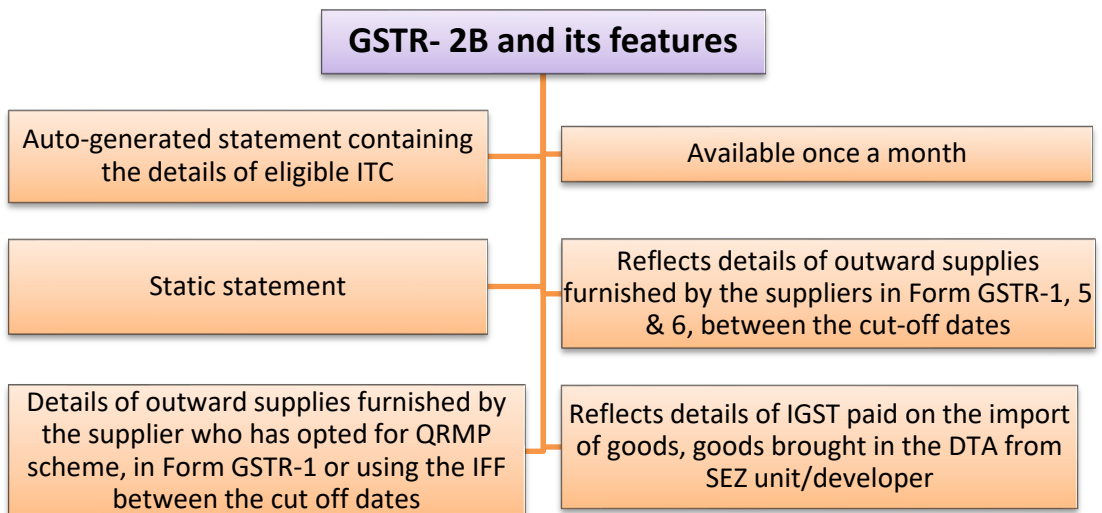 GSTR- 2B and its features
Auto-generated statement containing
the details of eligible ITC
Available once a month
Static statement
Reflects details of outward supplies
furnished by the suppliers in Form GSTR-1, 5
& 6, between the cut-off dates
Details of outward supplies furnished by
the supplier who has opted for QRMP
scheme, in Form GSTR-1 or using the IFF
between the cut off dates
Reflects details of IGST paid on the import
of goods, goods brought in the DTA from
SEZ unit/developer